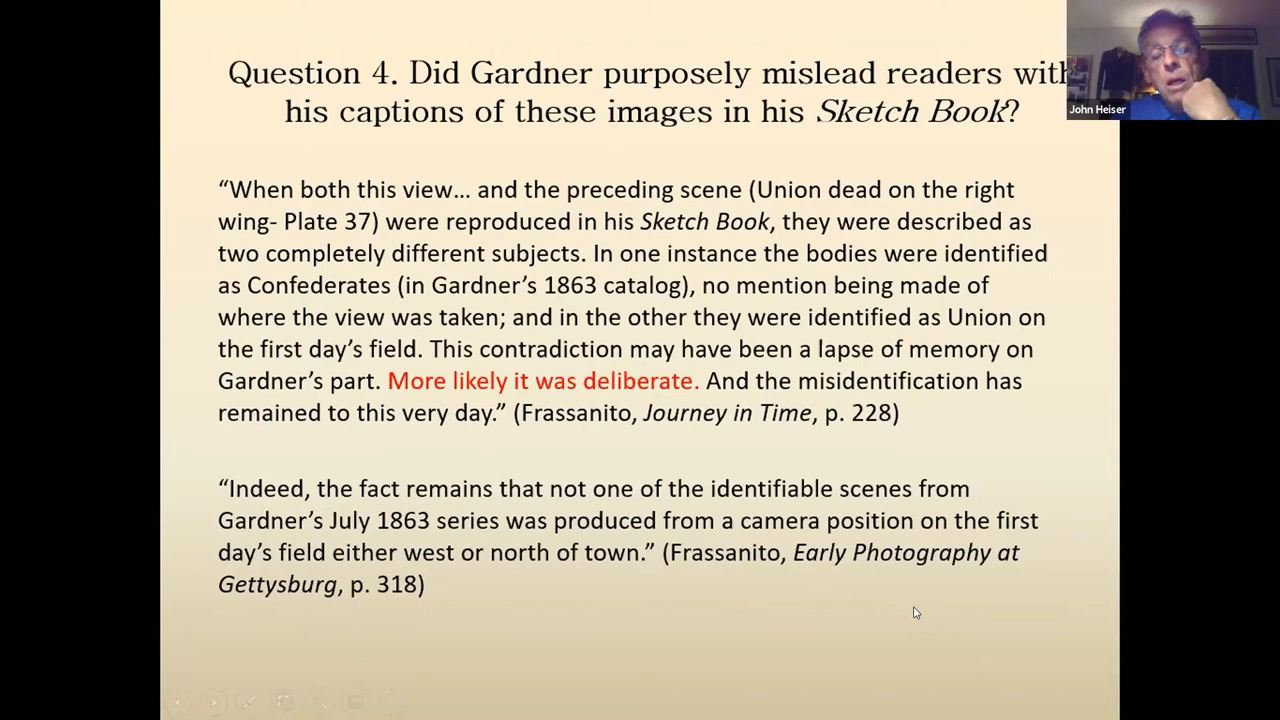 Question 4. Did Gardner purposely mislead readers with
his captions of these images in his Sketch Book?
John Heiser
“When both this view… and the preceding scene (Union dead on the right
wing- Plate 37) were reproduced in his Sketch Book, they were described as
two completely different subjects. In one instance the bodies were identified
as Confederates (in Gardner’s 1863 catalog), no mention being made of
where the view was taken; and in the other they were identified as Union on
the first day’s field. This contradiction may have been a lapse of memory on
Gardner’s part. More likely it was deliberate. And the misidentification has
remained to this very day.” (Frassanito, Journey in Time, p. 228)
“Indeed, the fact remains that not one of the identifiable scenes from
Gardner’s July 1863 series was produced from a camera position on the first
day’s field either west or north of town.” (Frassanito, Early Photography at
Gettysburg, p. 318)